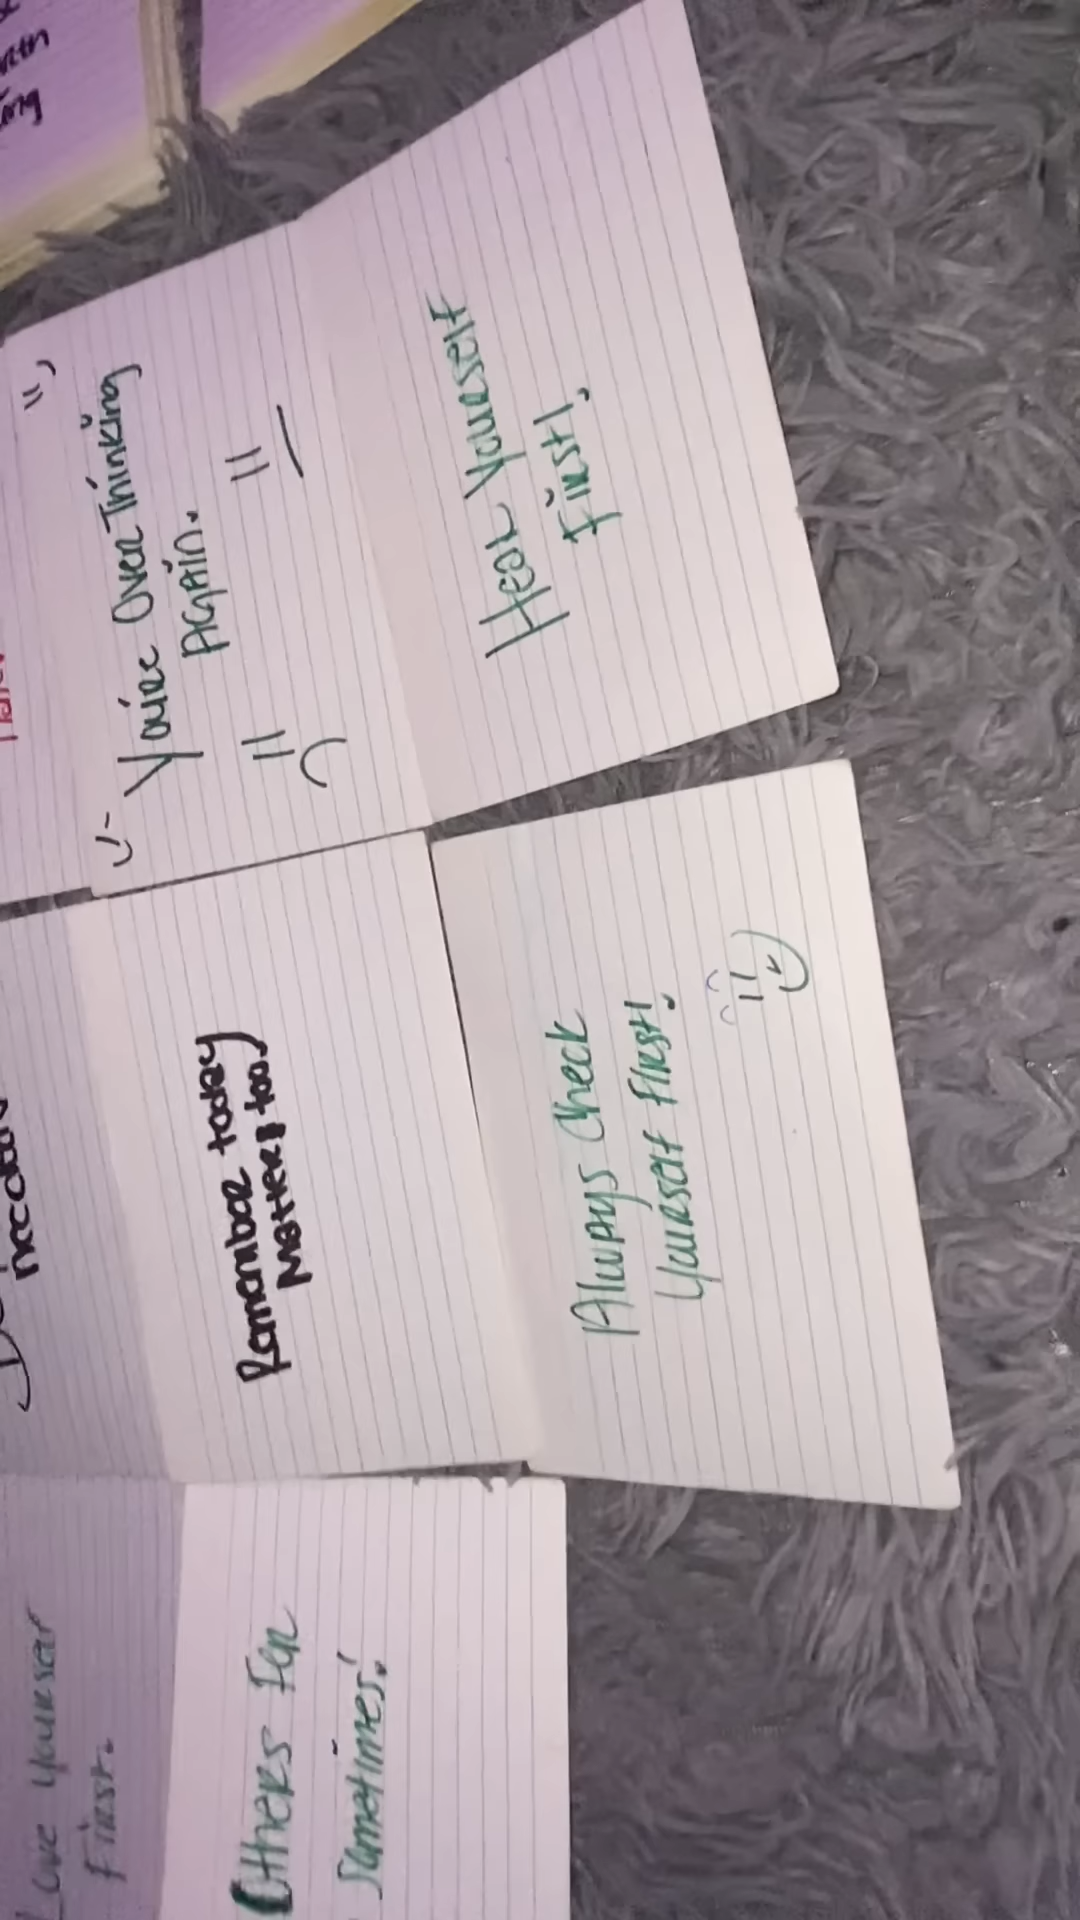 You're Over Thinking
Again.
Heal Yourself
First!
Remember today
Matters too.
Always Check
Yourself First!
Love Yourself
First.
Others For
Sometimes!